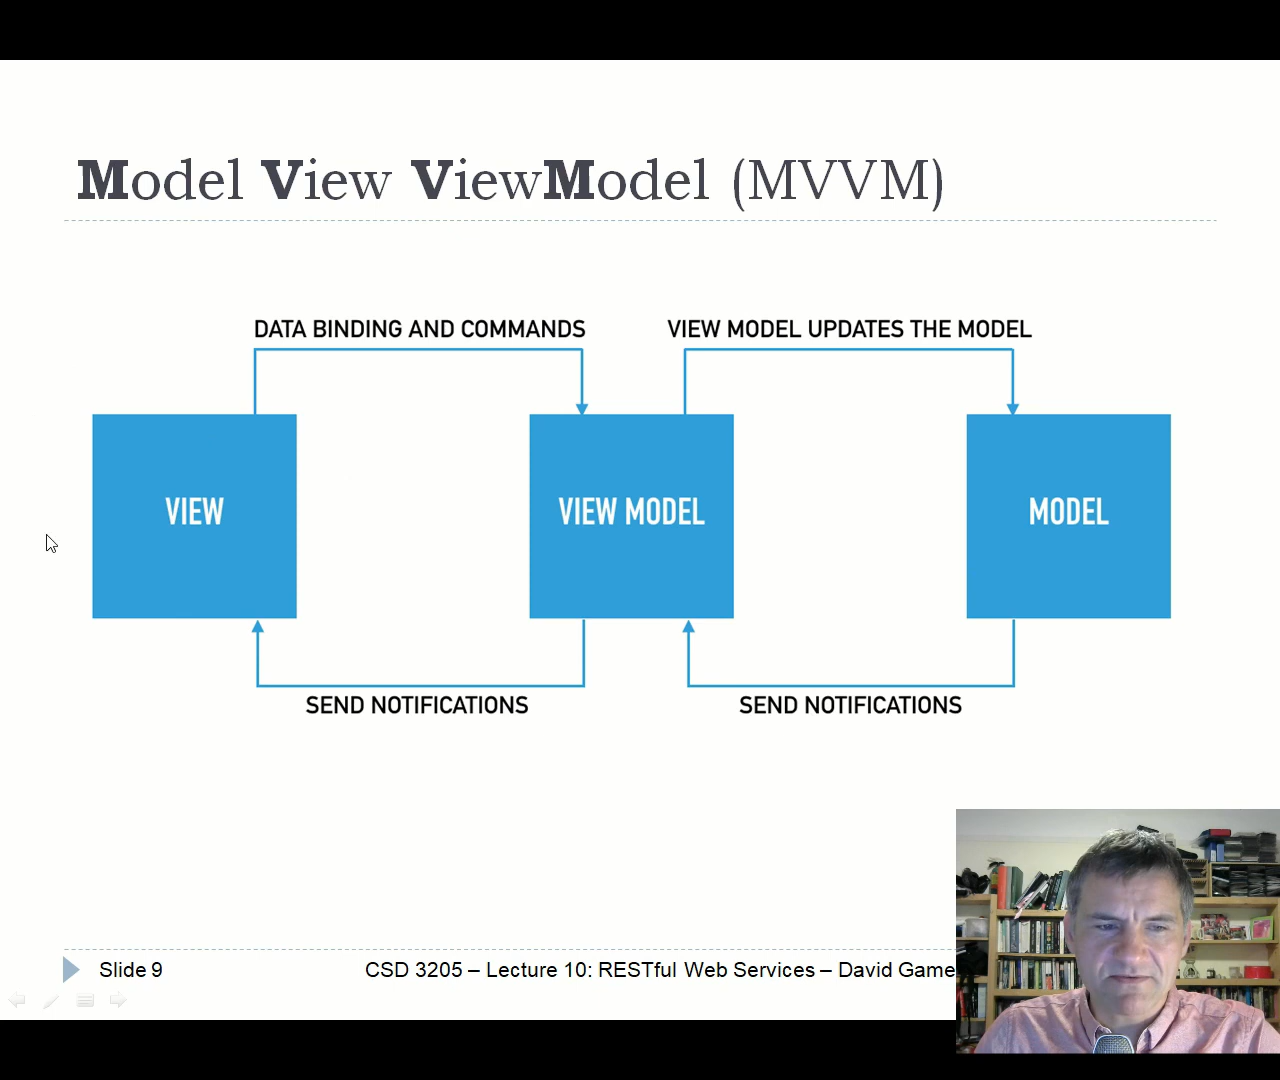 Model View ViewModel (MVVM)
DATA BINDING AND COMMANDS
VIEW MODEL UPDATES THE MODEL
VIEW
VIEW MODEL
MODEL
SEND NOTIFICATIONS
SEND NOTIFICATIONS
Slide 9
CSD 3205 – Lecture 10: RESTful Web Services – David Game